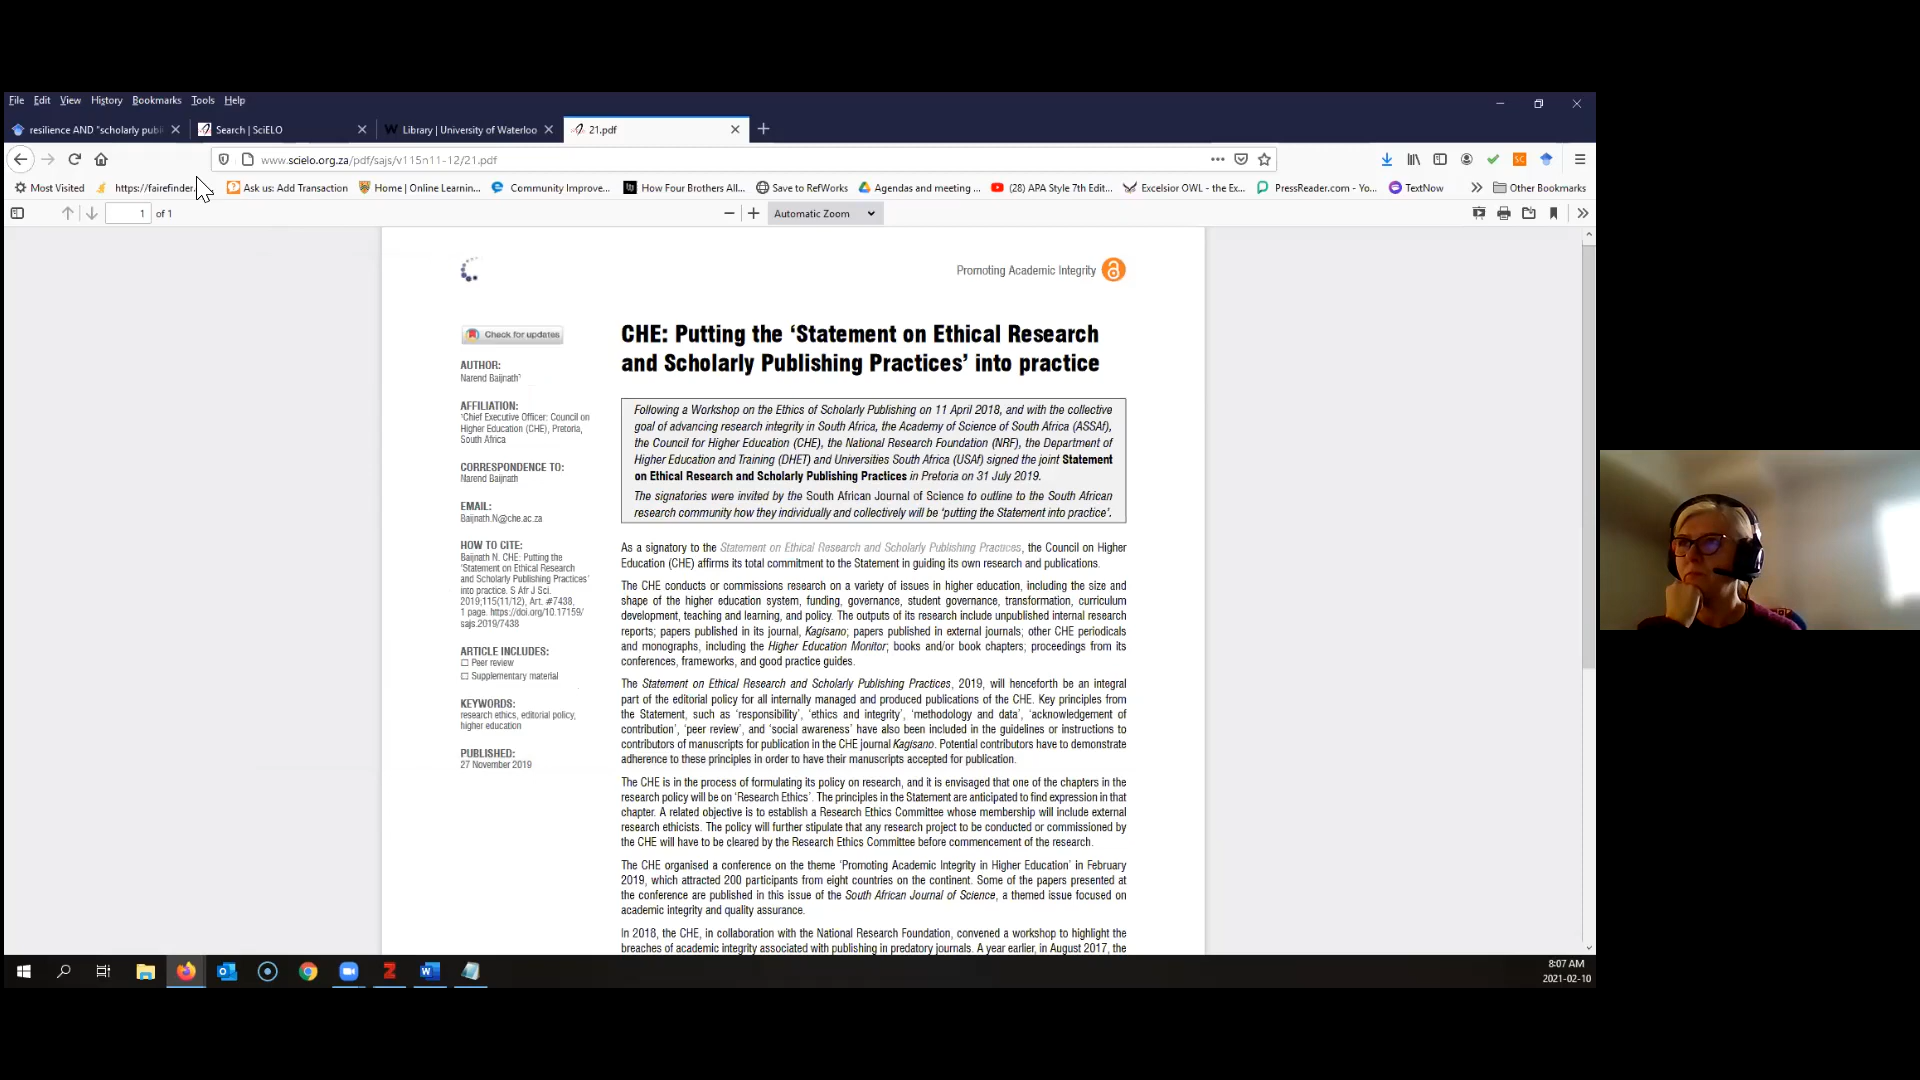 File Edit View History Bookmarks Tools Help
resilience AND "scholarly publi
Search | SciELO
Library | University of Waterloo
21.pdf
www.scielo.org.za/pdf/sajs/v115n11-12/21.pdf
Most Visited
https://fairefinder.
Ask us: Add Transaction
Home | Online Learnin...
Community Improve...
How Four Brothers All...
Save to RefWorks
Agendas and meeting ...
(28) APA Style 7th Edit...
Excelsior OWL - the Ex...
PressReader.com - Yo...
TextNow
Other Bookmarks
1 of 1
Automatic Zoom
Promoting Academic Integrity
Check for updates
AUTHOR:
Narend Baijnath¹
AFFILIATION:
¹Chief Executive Officer: Council on
Higher Education (CHE), Pretoria,
South Africa
CORRESPONDENCE TO:
Narend Baijnath
EMAIL:
Baijnath.N@che.ac.za
HOW TO CITE:
Baijnath N. CHE: Putting the
'Statement on Ethical Research
and Scholarly Publishing Practices'
into practice. S Afr J Sci.
2019;115(11/12), Art. #7438,
1 page. https://doi.org/10.17159/
sajs.2019/7438
ARTICLE INCLUDES:
☐ Peer review
☐ Supplementary material
KEYWORDS:
research ethics, editorial policy,
higher education
PUBLISHED:
27 November 2019
CHE: Putting the ‘Statement on Ethical Research
and Scholarly Publishing Practices’ into practice
Following a Workshop on the Ethics of Scholarly Publishing on 11 April 2018, and with the collective
goal of advancing research integrity in South Africa, the Academy of Science of South Africa (ASSAf),
the Council for Higher Education (CHE), the National Research Foundation (NRF), the Department of
Higher Education and Training (DHET) and Universities South Africa (USAf) signed the joint Statement
on Ethical Research and Scholarly Publishing Practices in Pretoria on 31 July 2019.
The signatories were invited by the South African Journal of Science to outline to the South African
research community how they individually and collectively will be ‘putting the Statement into practice’.
As a signatory to the Statement on Ethical Research and Scholarly Publishing Practices, the Council on Higher
Education (CHE) affirms its total commitment to the Statement in guiding its own research and publications.
The CHE conducts or commissions research on a variety of issues in higher education, including the size and
shape of the higher education system, funding, governance, student governance, transformation, curriculum
development, teaching and learning, and policy. The outputs of its research include unpublished internal research
reports; papers published in its journal, Kagisano; papers published in external journals; other CHE periodicals
and monographs, including the Higher Education Monitor; books and/or book chapters; proceedings from its
conferences, frameworks, and good practice guides.
The Statement on Ethical Research and Scholarly Publishing Practices, 2019, will henceforth be an integral
part of the editorial policy for all internally managed and produced publications of the CHE. Key principles from
the Statement, such as ‘responsibility’, ‘ethics and integrity’, ‘methodology and data’, ‘acknowledgement of
contribution’, ‘peer review’, and ‘social awareness’ have also been included in the guidelines or instructions to
contributors of manuscripts for publication in the CHE journal Kagisano. Potential contributors have to demonstrate
adherence to these principles in order to have their manuscripts accepted for publication.
The CHE is in the process of formulating its policy on research, and it is envisaged that one of the chapters in the
research policy will be on ‘Research Ethics’. The principles in the Statement are anticipated to find expression in that
chapter. A related objective is to establish a Research Ethics Committee whose membership will include external
research ethicists. The policy will further stipulate that any research project to be conducted or commissioned by
the CHE will have to be cleared by the Research Ethics Committee before commencement of the research.
The CHE organised a conference on the theme ‘Promoting Academic Integrity in Higher Education’ in February
2019, which attracted 200 participants from eight countries on the continent. Some of the papers presented at
the conference are published in this issue of the South African Journal of Science, a themed issue focused on
academic integrity and quality assurance.
In 2018, the CHE, in collaboration with the National Research Foundation, convened a workshop to highlight the
breaches of academic integrity associated with publishing in predatory journals. A year earlier, in August 2017, the
8:07 AM
2021-02-10